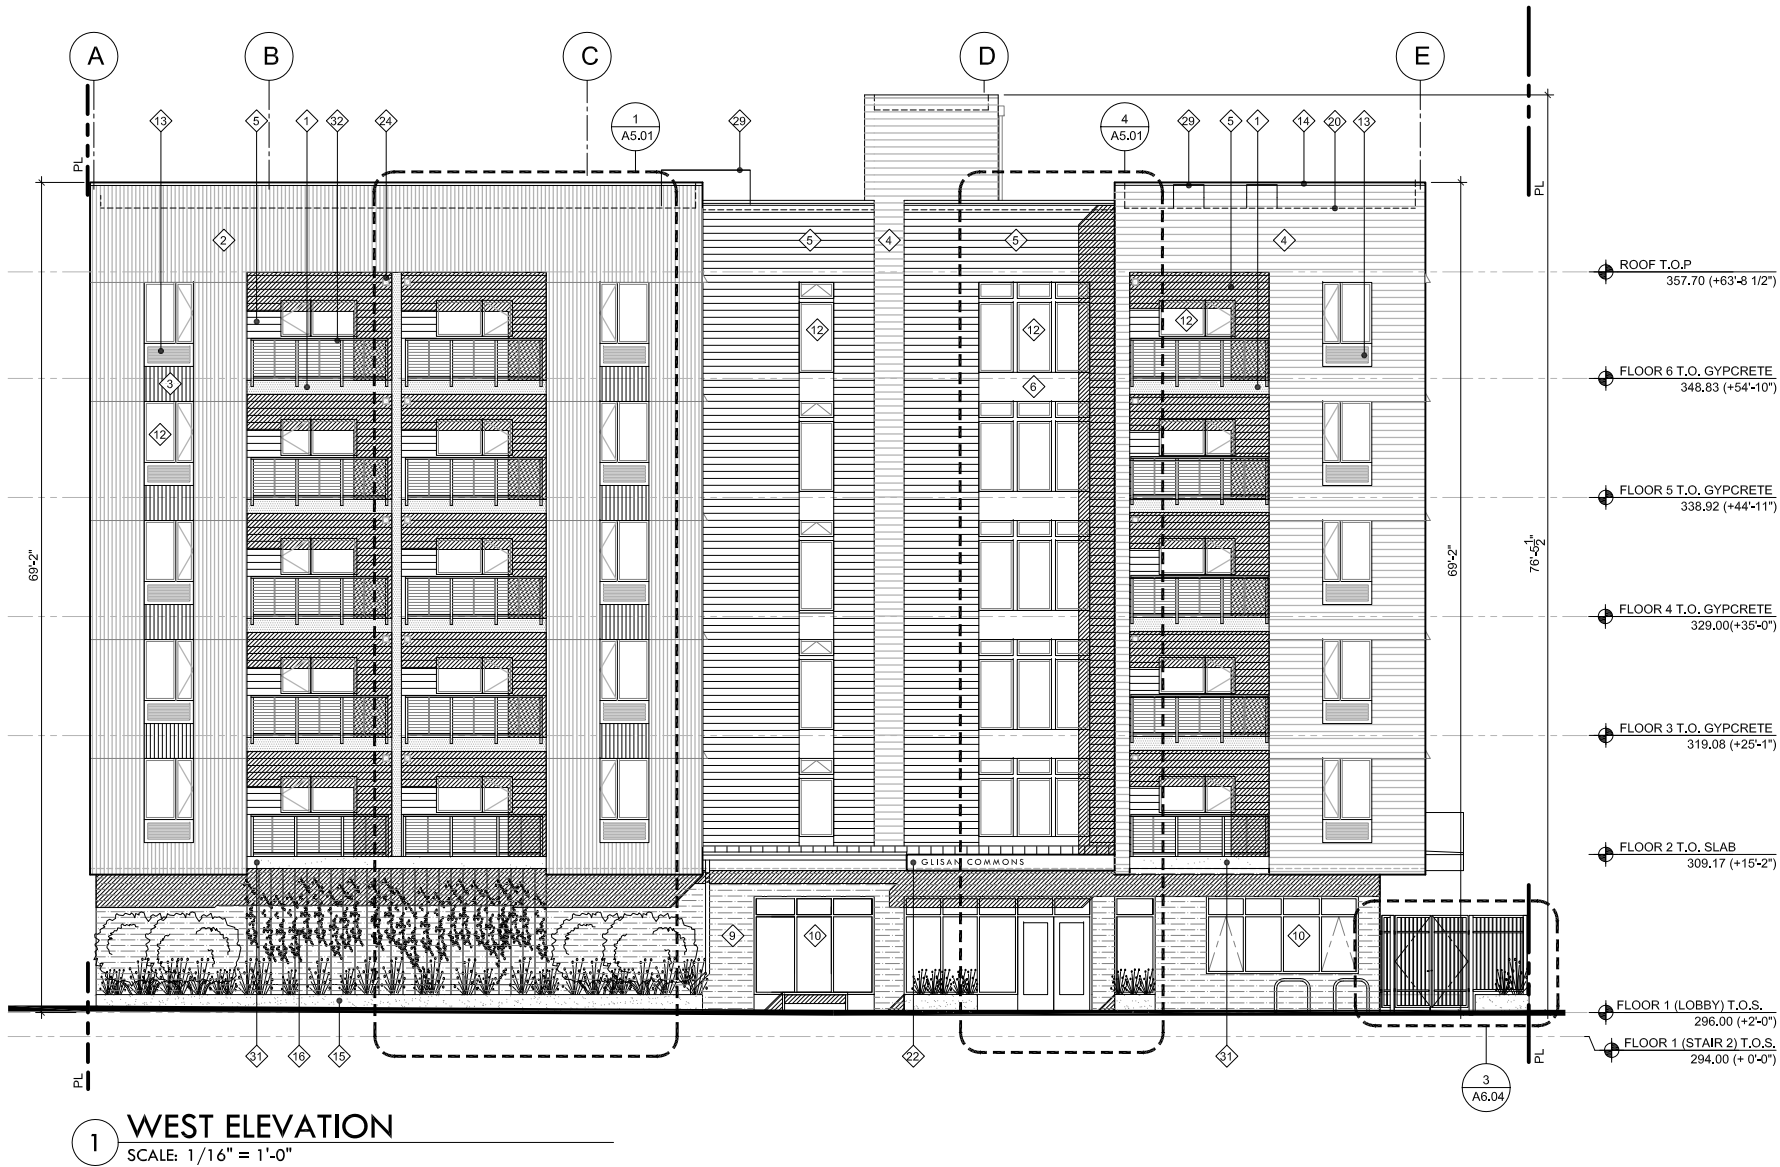 A B C D E
1
A5.01
4
A5.01
13 5 1 32 24 29 29 5 1 14 20 13
PL PL
2 5 4 5 4
ROOF T.O.P
357.70 (+63'-8 1/2")
12 12 12
FLOOR 6 T.O. GYPCRETE
348.83 (+54'-10")
3 6
12
FLOOR 5 T.O. GYPCRETE
338.92 (+44'-11")
69'-2" 69'-2" 76'-5 1/2"
FLOOR 4 T.O. GYPCRETE
329.00(+35'-0")
FLOOR 3 T.O. GYPCRETE
319.08 (+25'-1")
FLOOR 2 T.O. SLAB
309.17 (+15'-2")
GLISAN COMMONS
9 10 10
FLOOR 1 (LOBBY) T.O.S.
296.00 (+2'-0")
FLOOR 1 (STAIR 2) T.O.S.
294.00 (+ 0'-0")
31 16 15 22 31
PL PL
3
A6.04
1 WEST ELEVATION
SCALE: 1/16" = 1'-0"